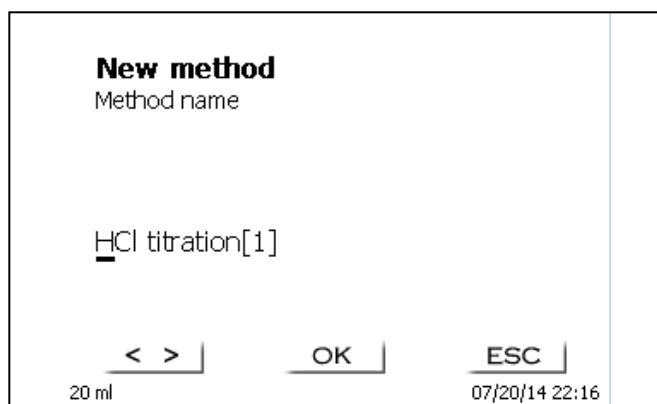 New method
Method name
HCl titration[1]
< > OK ESC
20 ml 07/20/14 22:16